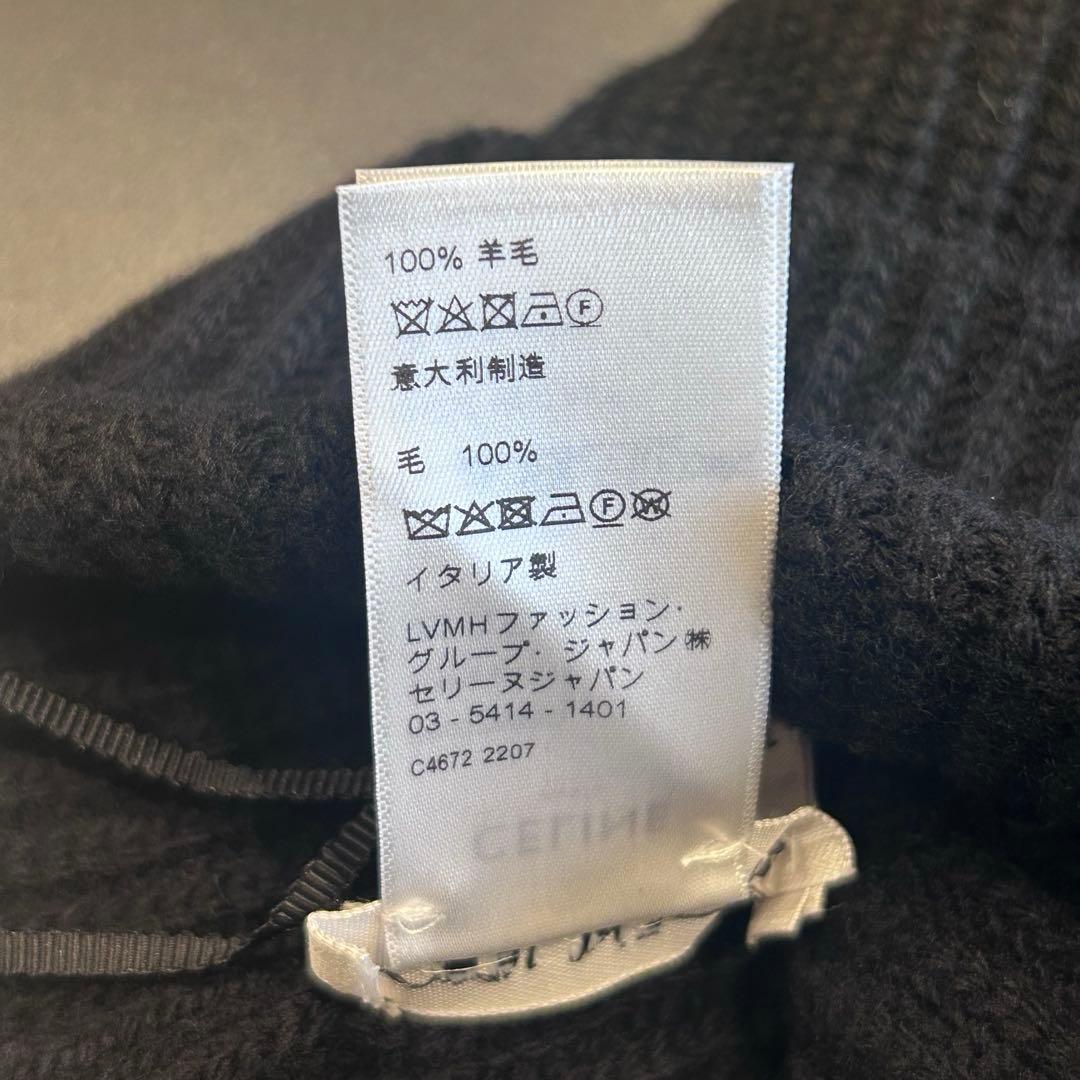 100% 羊毛
F
意大利制造
毛 100%
F W
イタリア製
LVMHファッション・
グループ・ジャパン㈱
セリーヌジャパン
03 - 5414 - 1401
C4672 2207
CELINE